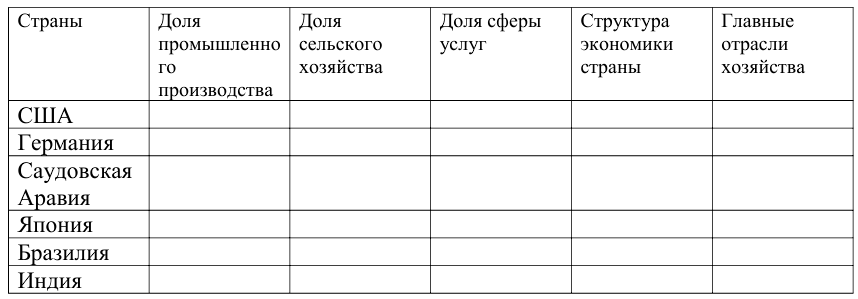 Страны
Доля
промышленно
го
производства
Доля
сельского
хозяйства
Доля сферы
услуг
Структура
экономики
страны
Главные
отрасли
хозяйства
США
Германия
Саудовская
Аравия
Япония
Бразилия
Индия